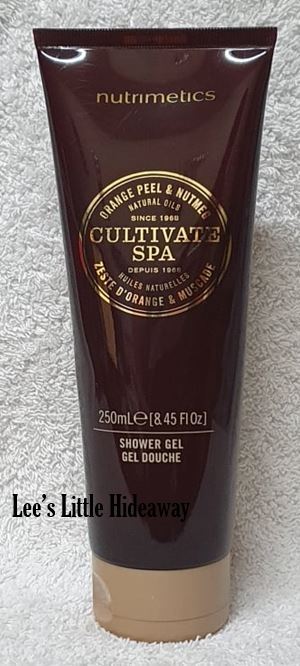 nutrimetics
ORANGE PEEL & NUTMEG
NATURAL OILS
SINCE 1968
CULTIVATE
SPA
DEPUIS 1968
HUILES NATURELLES
ZESTE D'ORANGE & MUSCADE
250mL℮[8.45 Fl Oz]
SHOWER GEL
GEL DOUCHE
Lee's Little Hideaway